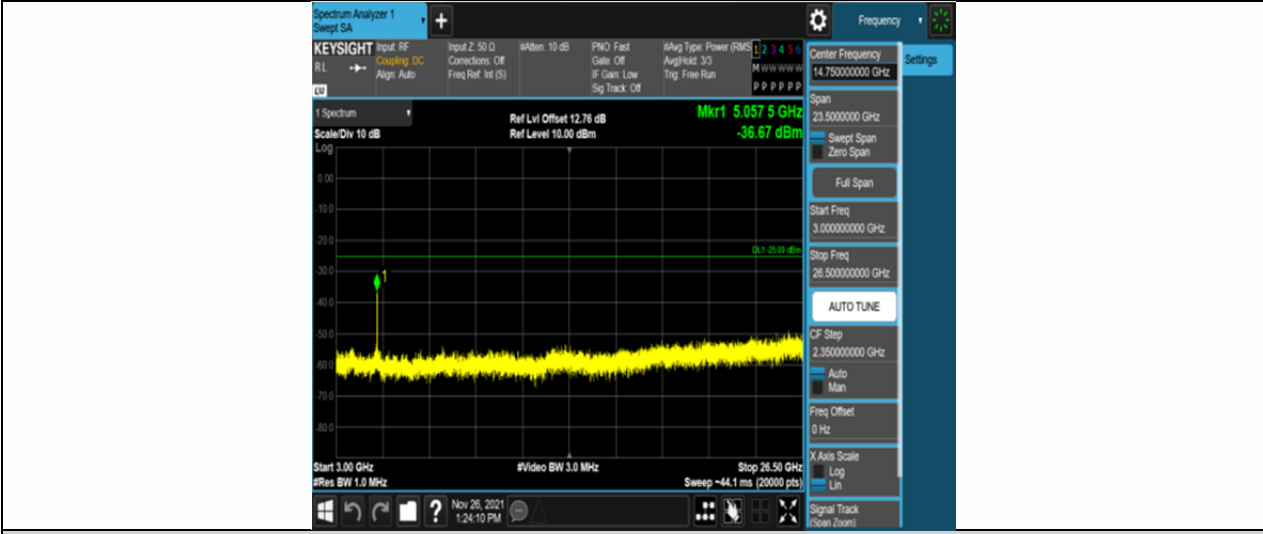 Spectrum Analyzer 1
Swept SA
+
Frequency
KEYSIGHT
RL
LV
Input: RF
Coupling: DC
Align: Auto
Input Z: 50 Ω
Corrections: Off
Freq Ref: Int (S)
#Atten: 10 dB
PNO: Fast
Gate: Off
IF Gain: Low
Sig Track: Off
#Avg Type: Power (RMS
Avg|Hold: 3/3
Trig: Free Run
1 2 3 4 5 6
M W W W W W
P P P P P P
1 Spectrum
Scale/Div 10 dB
Ref Lvl Offset 12.76 dB
Ref Level 10.00 dBm
Mkr1 5.057 5 GHz
-36.67 dBm
Log
0.00
-10.0
-20.0
-30.0
-40.0
-50.0
-60.0
-70.0
-80.0
DL1 -25.00 dBm
1
Start 3.00 GHz
#Res BW 1.0 MHz
#Video BW 3.0 MHz
Stop 26.50 GHz
Sweep ~44.1 ms (20000 pts)
?
Nov 26, 2021
1:24:10 PM
Center Frequency
14.750000000 GHz
Settings
Span
23.5000000 GHz
Swept Span
Zero Span
Full Span
Start Freq
3.000000000 GHz
Stop Freq
26.500000000 GHz
AUTO TUNE
CF Step
2.350000000 GHz
Auto
Man
Freq Offset
0 Hz
X Axis Scale
Log
Lin
Signal Track
(Span Zoom)